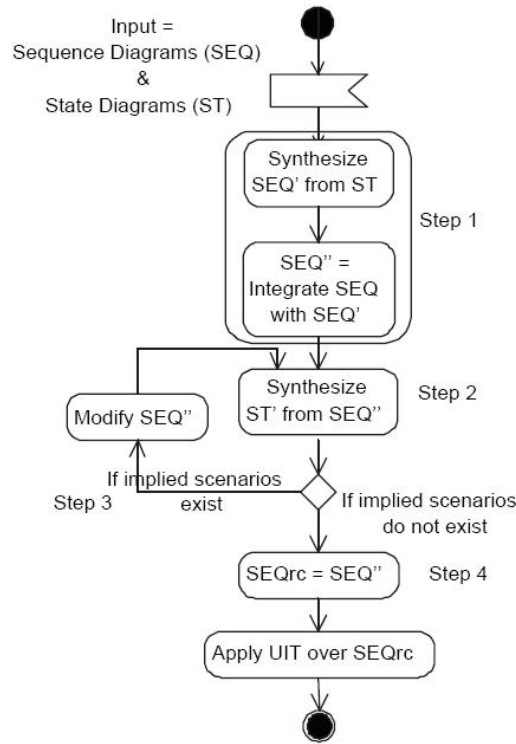 Input =
Sequence Diagrams (SEQ)
&
State Diagrams (ST)
Synthesize
SEQ’ from ST
Step 1
SEQ’’ =
Integrate SEQ
with SEQ’
Synthesize
ST’ from SEQ’’
Step 2
Modify SEQ’’
If implied scenarios
exist
Step 3
If implied scenarios
do not exist
SEQrc = SEQ’’
Step 4
Apply UIT over SEQrc